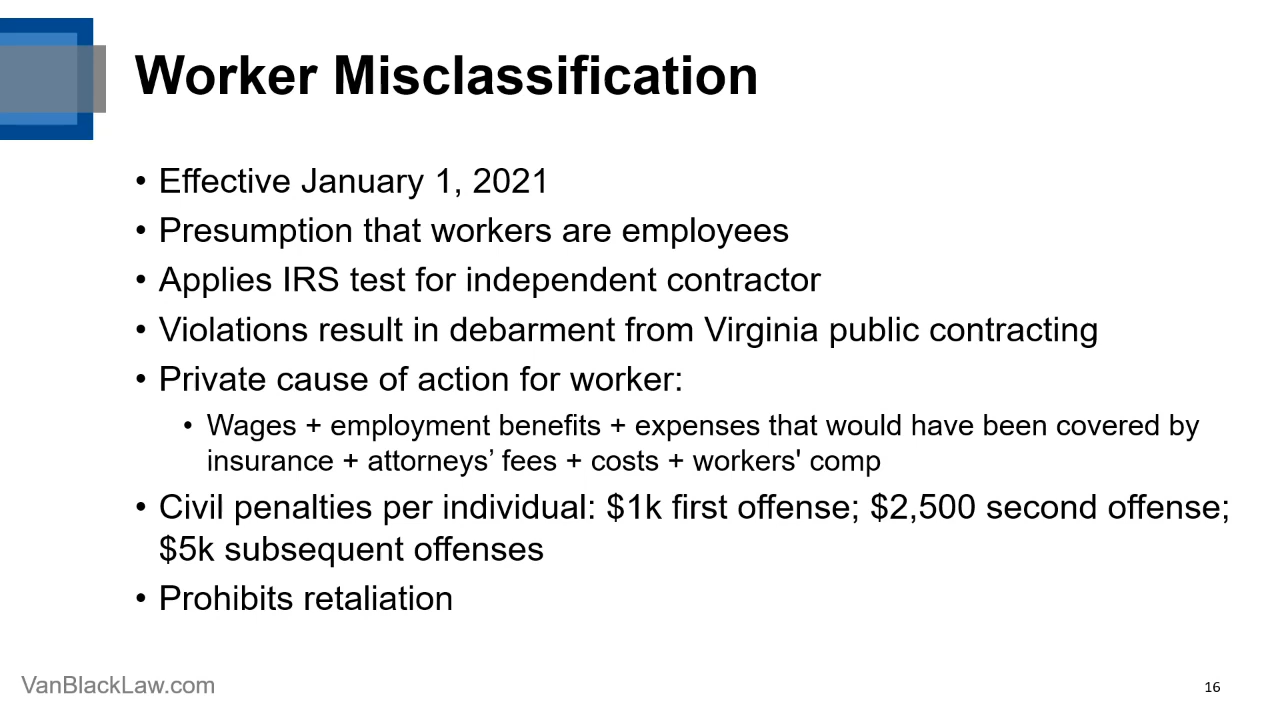 Worker Misclassification
• Effective January 1, 2021
• Presumption that workers are employees
• Applies IRS test for independent contractor
• Violations result in debarment from Virginia public contracting
• Private cause of action for worker:
• Wages + employment benefits + expenses that would have been covered by
insurance + attorneys’ fees + costs + workers' comp
• Civil penalties per individual: $1k first offense; $2,500 second offense;
$5k subsequent offenses
• Prohibits retaliation
VanBlackLaw.com
16